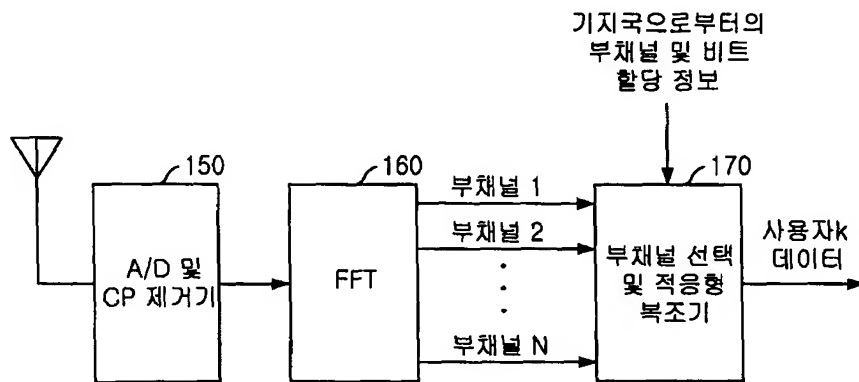 기지국으로부터의
부채널 및 비트
할당 정보
150
160
170
A/D 및
CP 제거기
FFT
부채널 1
부채널 2
부채널 N
부채널 선택
및 적응형
복조기
사용자k
데이터